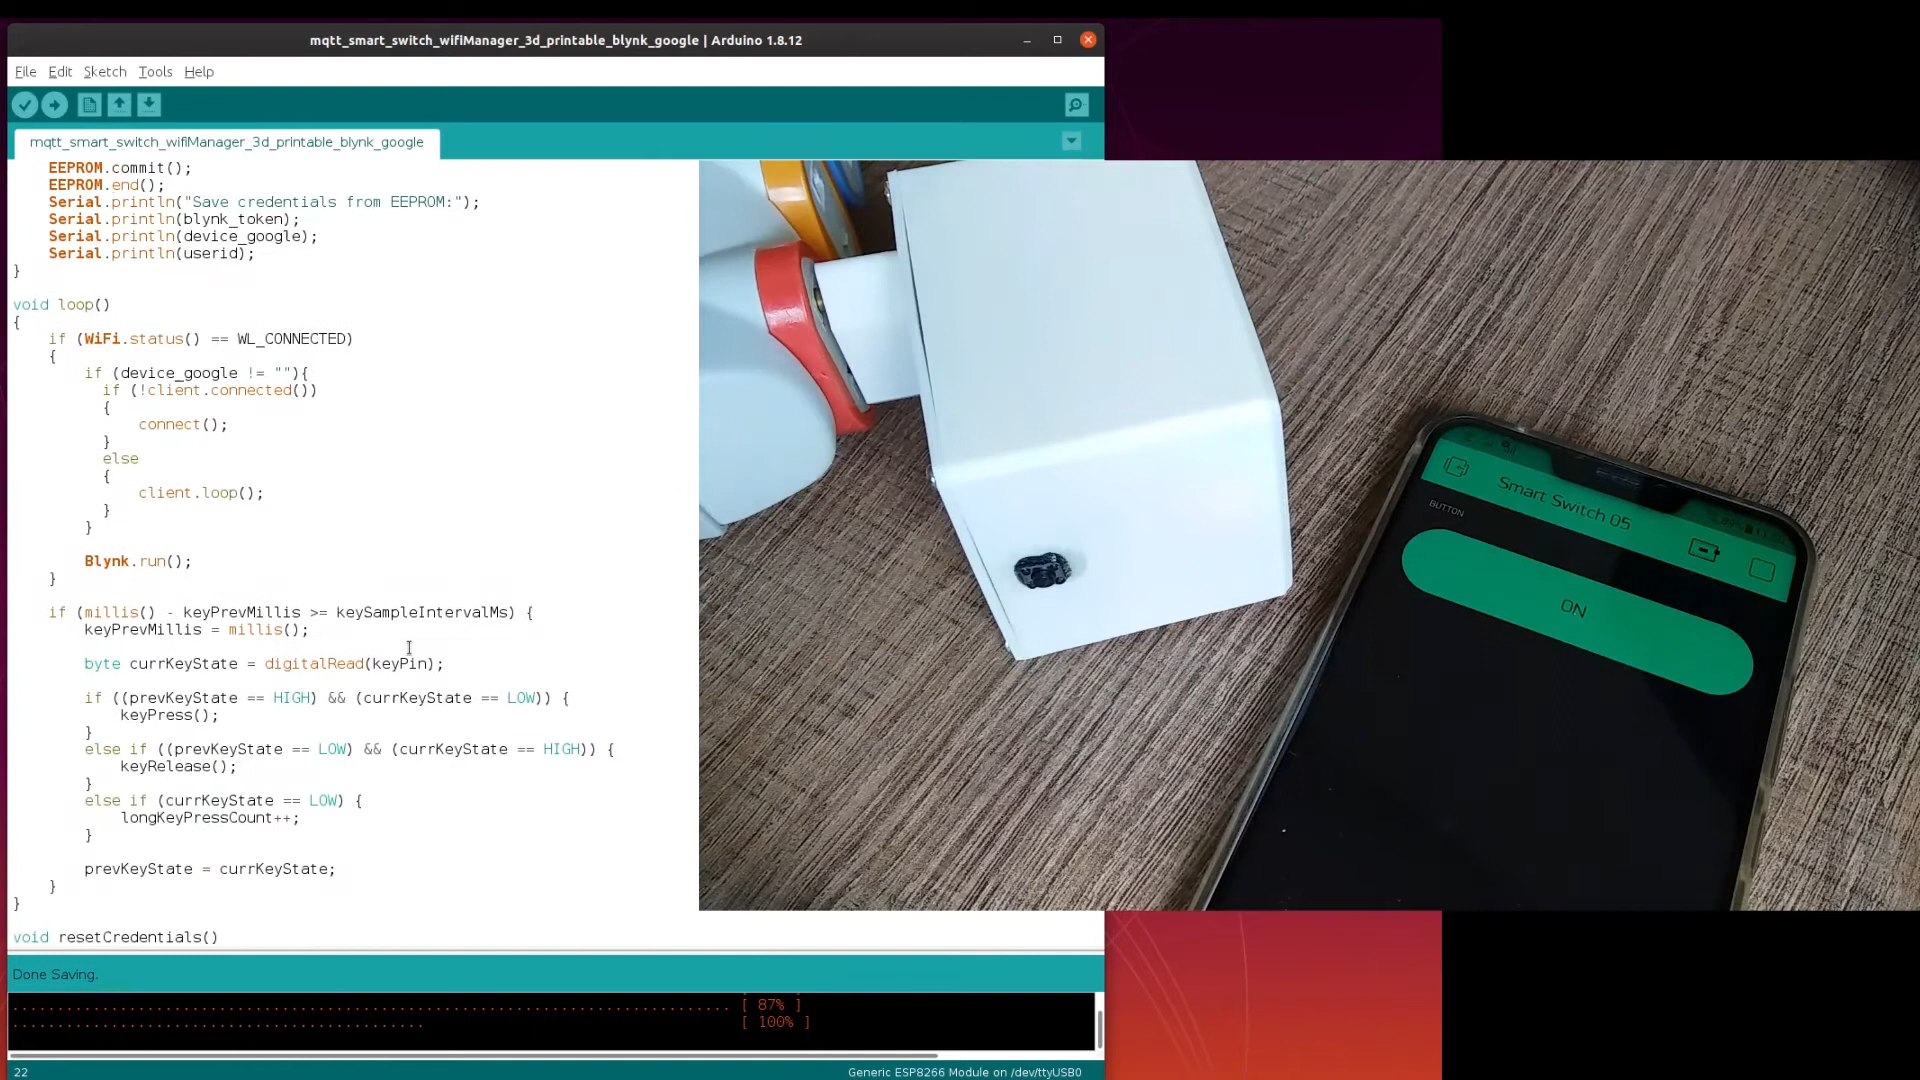 mqtt_smart_switch_wifiManager_3d_printable_blynk_google | Arduino 1.8.12
File Edit Sketch Tools Help
mqtt_smart_switch_wifiManager_3d_printable_blynk_google
EEPROM.commit();
EEPROM.end();
Serial.println("Save credentials from EEPROM:");
Serial.println(blynk_token);
Serial.println(device_google);
Serial.println(userid);
}
void loop()
{
if (WiFi.status() == WL_CONNECTED)
{
if (device_google != ""){
if (!client.connected())
{
connect();
}
else
{
client.loop();
}
}
Blynk.run();
}
if (millis() - keyPrevMillis >= keySampleIntervalMs) {
keyPrevMillis = millis();
byte currKeyState = digitalRead(keyPin);
if ((prevKeyState == HIGH) && (currKeyState == LOW)) {
keyPress();
}
else if ((prevKeyState == LOW) && (currKeyState == HIGH)) {
keyRelease();
}
else if (currKeyState == LOW) {
longKeyPressCount++;
}
prevKeyState = currKeyState;
}
}
void resetCredentials()
Smart Switch 05
BUTTON
ON
Done Saving.
................................................................................ [ 87% ]
.............................................. [ 100% ]
22
Generic ESP8266 Module on /dev/ttyUSB0